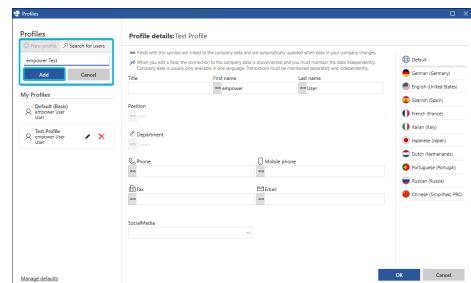 Profiles
Profiles
New profile
Search for users
empower Test
Add
Cancel
My Profiles
Default (Basic)
empower User
User
Test Profile
empower User
User
Manage defaults
Profile details: Test Profile
Fields with this symbol are linked to the company data and are automatically updated when data in your company changes.
When you edit a field, the connection to the company data is disconnected and you must maintain the data independently.
Company data is usually only available in one language. Translations must be maintained separately and independently.
Title
First name
Last name
empower
User
Position
Department
Phone
Mobile phone
Fax
Email
SocialMedia
Default
German (Germany)
English (United States)
Spanish (Spain)
French (France)
Italian (Italy)
Japanese (Japan)
Dutch (Netherlands)
Portuguese (Portugal)
Russian (Russia)
Chinese (Simplified, PRC)
OK
Cancel